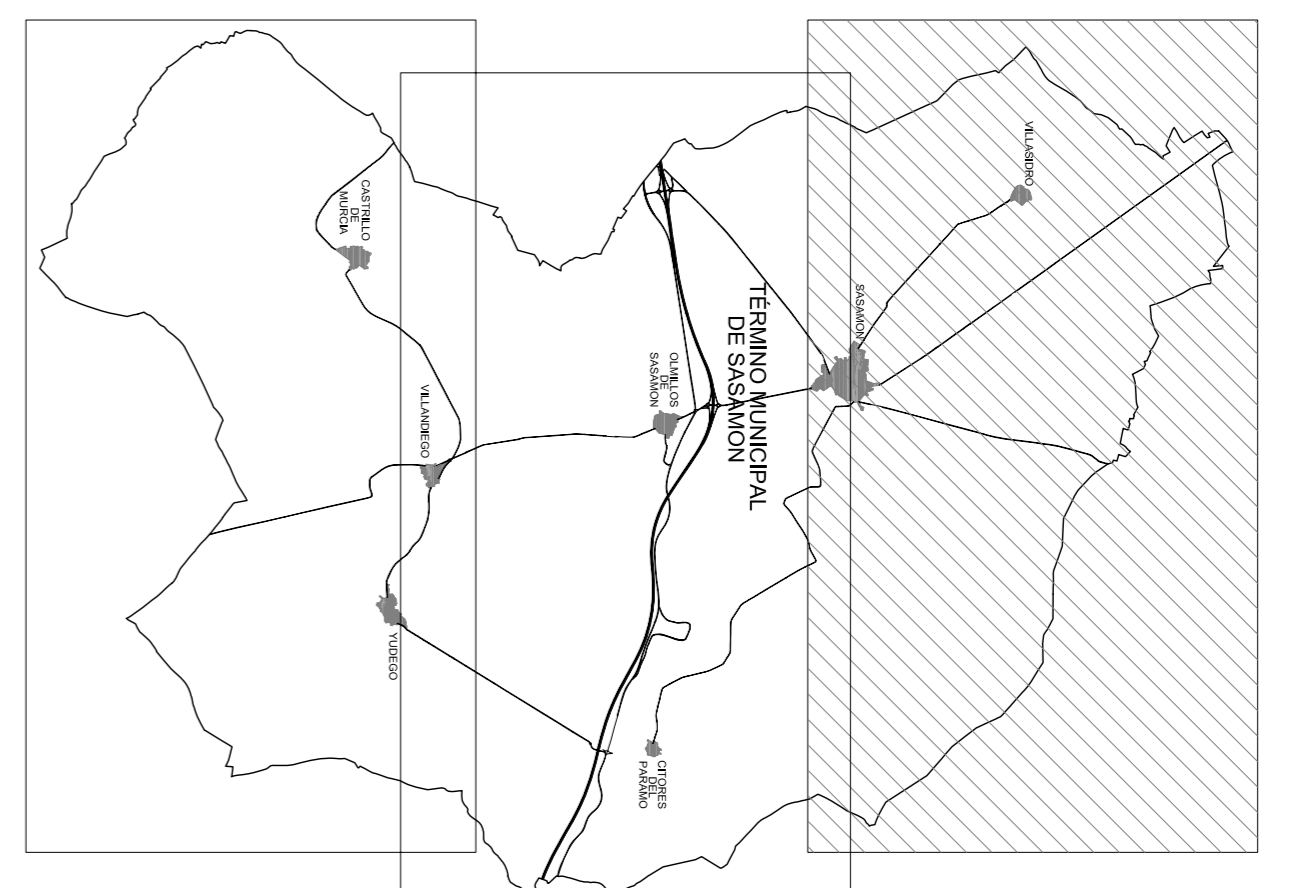 VILLASIDRO
SASAMON
TÉRMINO MUNICIPAL
DE SASAMON
OLMILLOS
DE
SASAMON
CITORES
DEL
PARAMO
CASTRILLO
DE
MURCIA
VILLANDIEGO
YUDEGO